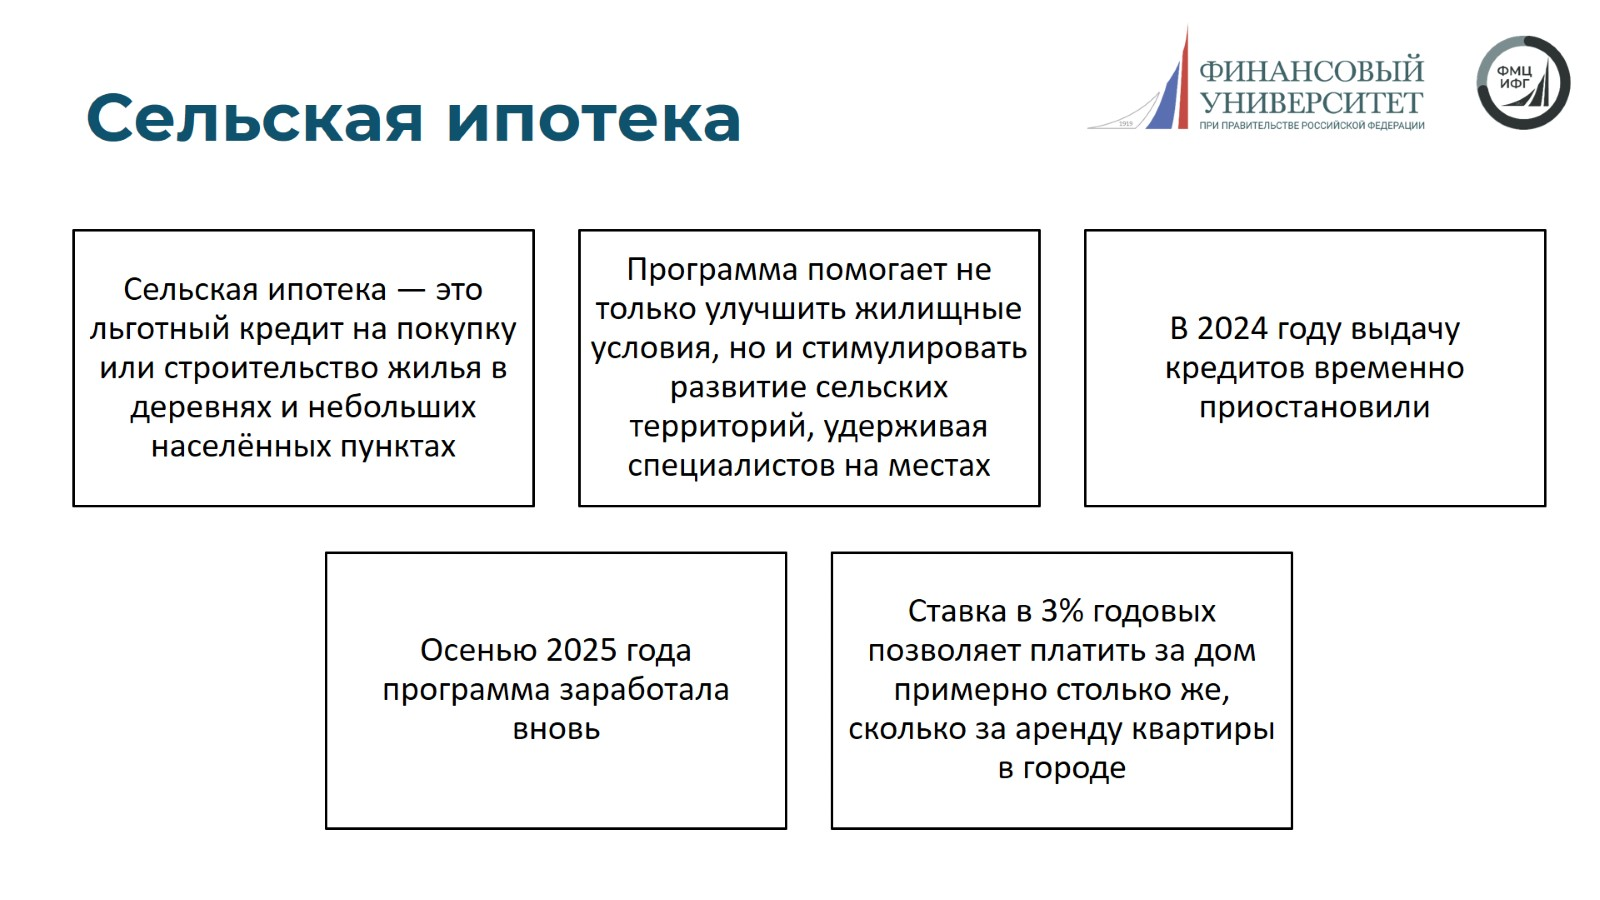 Сельская ипотека
ФИНАНСОВЫЙ
УНИВЕРСИТЕТ
ПРИ ПРАВИТЕЛЬСТВЕ РОССИЙСКОЙ ФЕДЕРАЦИИ
1919
ФМЦ
ИФГ
Сельская ипотека — это
льготный кредит на покупку
или строительство жилья в
деревнях и небольших
населённых пунктах
Программа помогает не
только улучшить жилищные
условия, но и стимулировать
развитие сельских
территорий, удерживая
специалистов на местах
В 2024 году выдачу
кредитов временно
приостановили
Осенью 2025 года
программа заработала
вновь
Ставка в 3% годовых
позволяет платить за дом
примерно столько же,
сколько за аренду квартиры
в городе